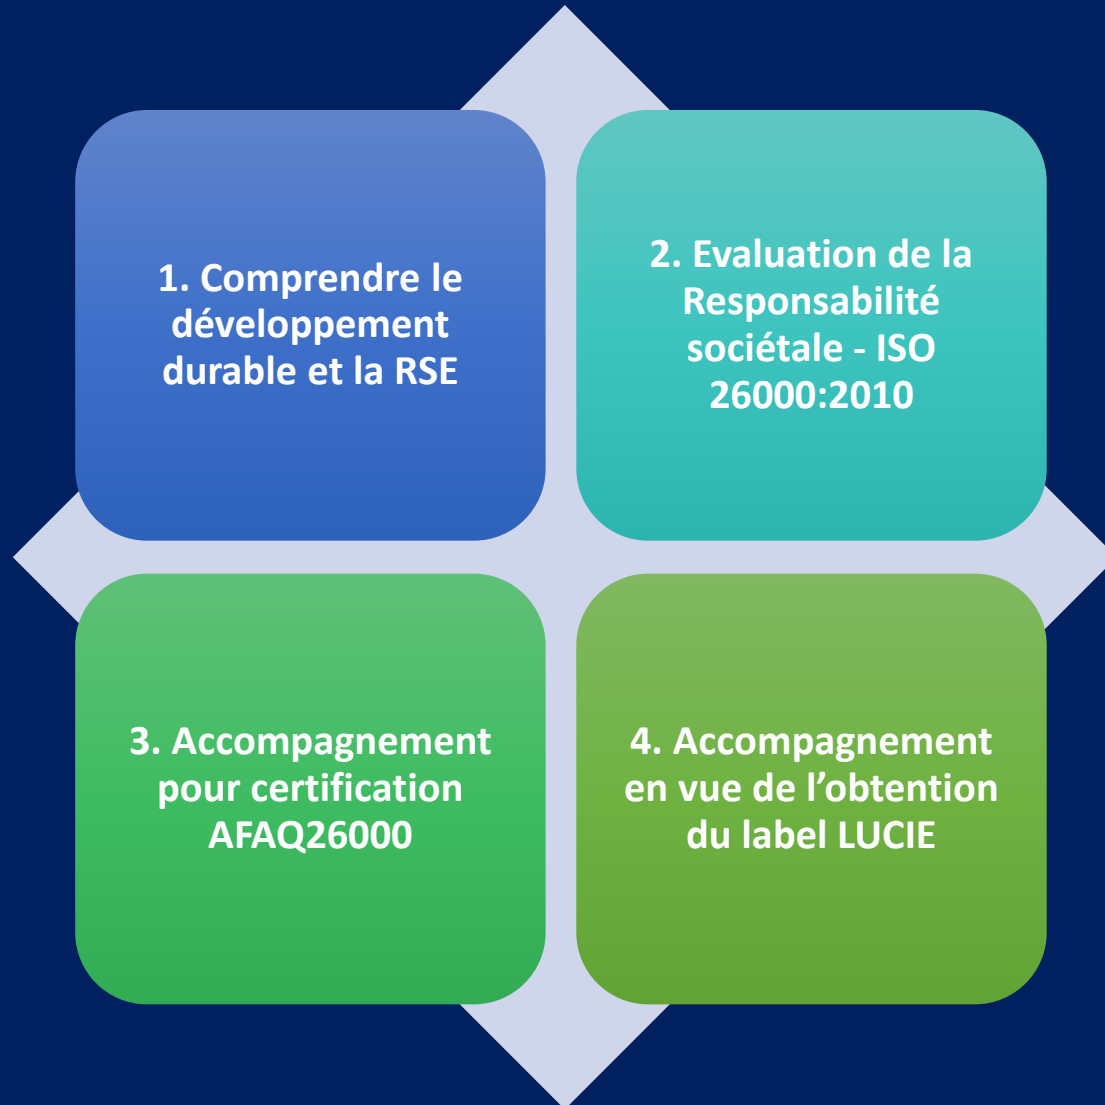 1. Comprendre le
développement
durable et la RSE
2. Evaluation de la
Responsabilité
sociétale - ISO
26000:2010
3. Accompagnement
pour certification
AFAQ26000
4. Accompagnement
en vue de l’obtention
du label LUCIE